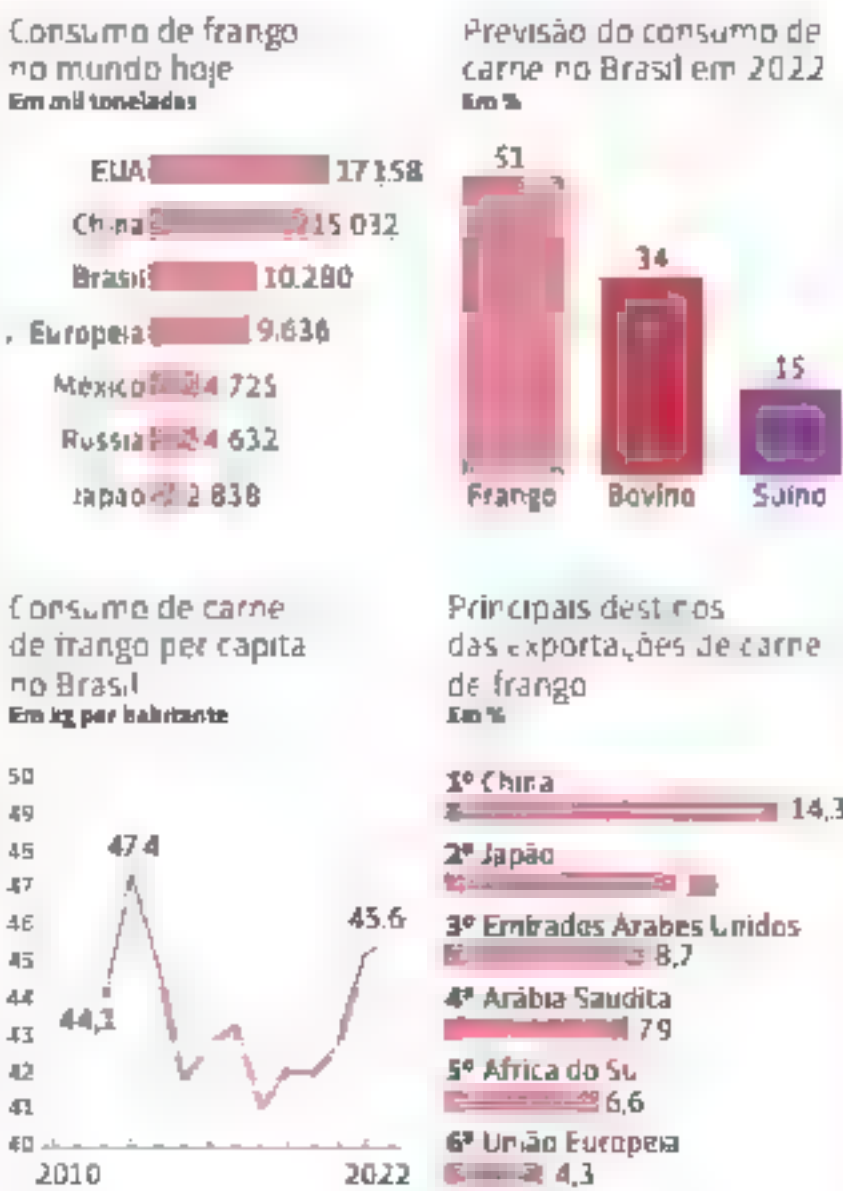 Consumo de frango
no mundo hoje
Em mil toneladas
EUA 17.158
China 15.032
Brasil 10.280
Europeia 9.636
México 4.725
Rússia 4.632
Japão 2.838
Previsão do consumo de
carne no Brasil em 2022
Em %
51
34
15
Frango Bovino Suíno
Consumo de carne
de frango per capita
no Brasil
Em kg por habitante
50
49
48
47
46
45
44
43
42
41
40
47,4
44,1
45,6
2010 2022
Principais destinos
das exportações de carne
de frango
Em %
1º China
14,3
2º Japão
3º Emirados Árabes Unidos
8,7
4º Arábia Saudita
7,9
5º África do Su
6,6
6º União Europeia
4,3